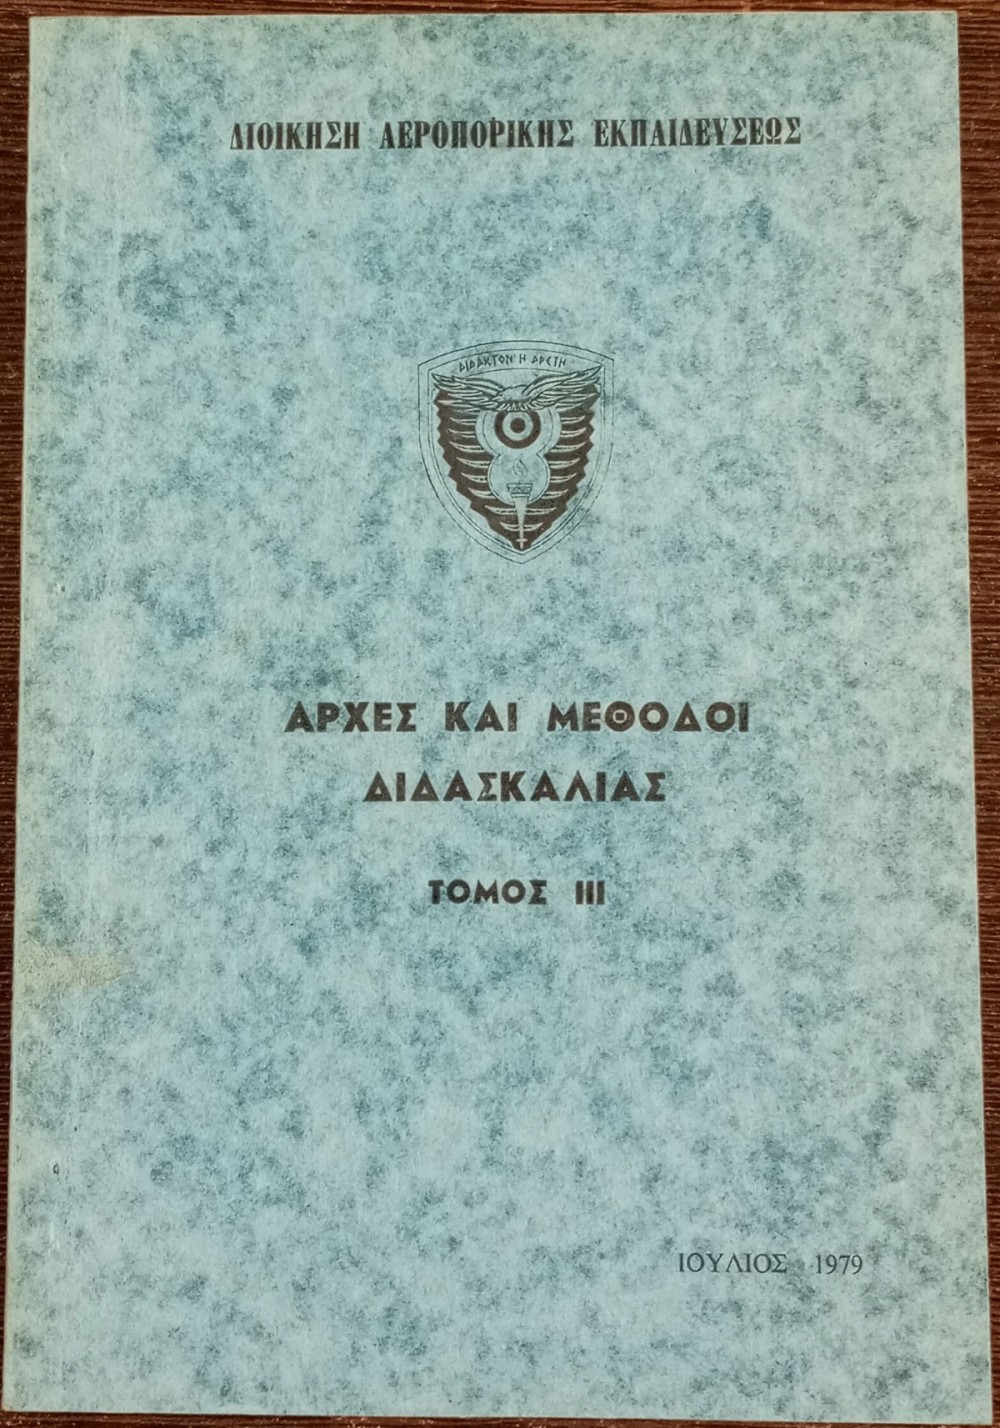 ΔΙΟΙΚΗΣΗ ΑΕΡΟΠΟΡΙΚΗΣ ΕΚΠΑΙΔΕΥΣΕΩΣ
ΔΙΔΑΚΤΟΝ Η ΑΡΕΤΗ
ΑΡΧΕΣ ΚΑΙ ΜΕΘΟΔΟΙ
ΔΙΔΑΣΚΑΛΙΑΣ
ΤΟΜΟΣ III
ΙΟΥΛΙΟΣ 1979